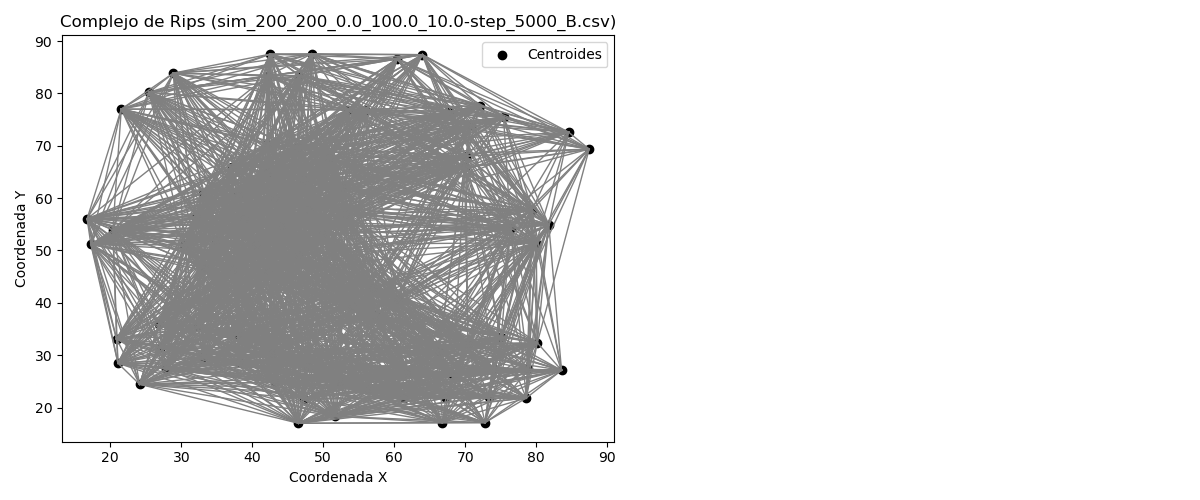 Complejo de Rips (sim_200_200_0.0_100.0_10.0-step_5000_B.csv)
Centroides
90
80
70
60
50
40
30
20
Coordenada Y
20 30 40 50 60 70 80 90
Coordenada X